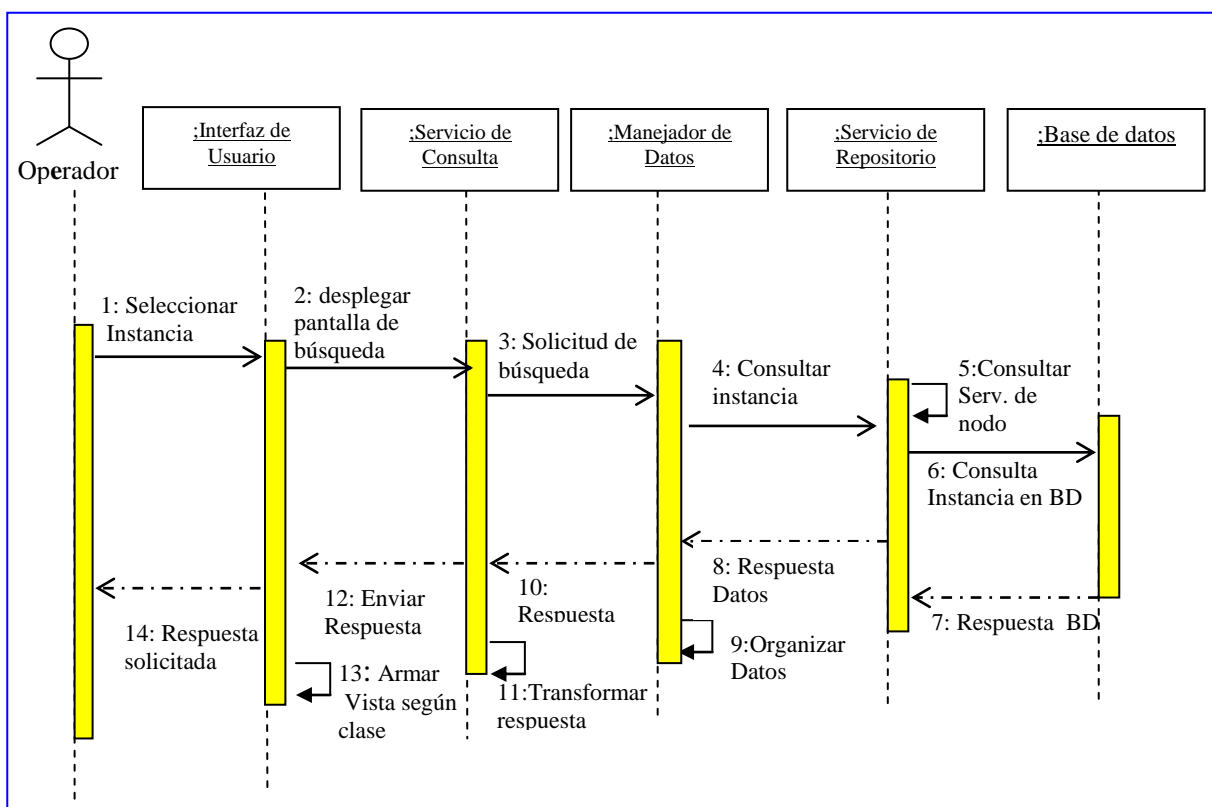 Operador
;Interfaz de
Usuario
;Servicio de
Consulta
;Manejador de
Datos
;Servicio de
Repositorio
;Base de datos
1: Seleccionar
Instancia
2: desplegar
pantalla de
búsqueda
3: Solicitud de
búsqueda
4: Consultar
instancia
5:Consultar
Serv. de
nodo
6: Consulta
Instancia en BD
7: Respuesta BD
8: Respuesta
Datos
9:Organizar
Datos
10:
Respuesta
11:Transformar
respuesta
12: Enviar
Respuesta
13: Armar
Vista según
clase
14: Respuesta
solicitada